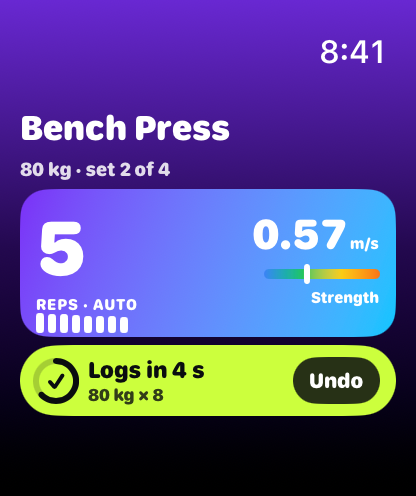 8:41
Bench Press
80 kg · set 2 of 4
5
REPS · AUTO
0.57 m/s
Strength
Logs in 4 s
80 kg × 8
Undo